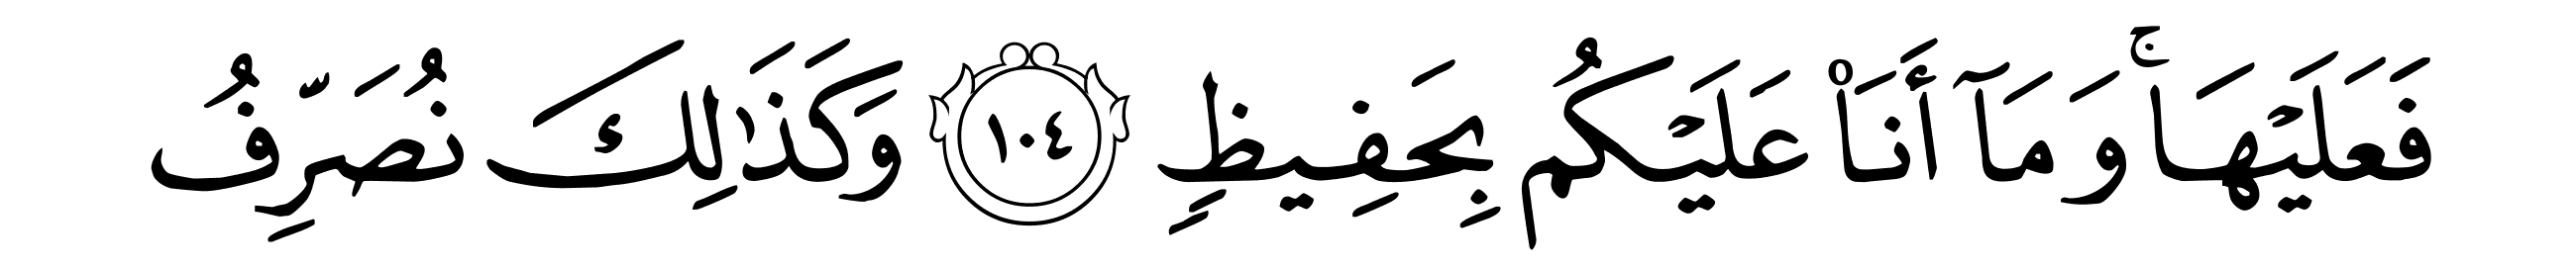 فَعَلَيْهَاۚ وَمَآ أَنَا۠ عَلَيْكُم بِحَفِيظٍ ١٠٤ وَكَذَٰلِكَ نُصَرِّفُ